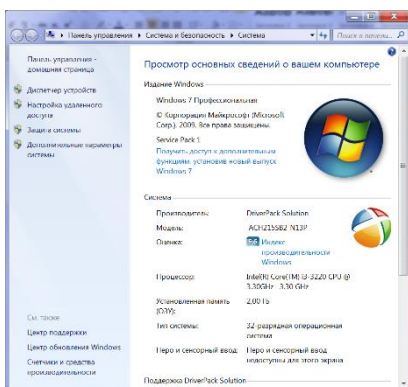 Панель управления ▸ Система и безопасность ▸ Система
Поиск в панели...
Панель управления -
домашняя страница
Диспетчер устройств
Настройка удаленного
доступа
Защита системы
Дополнительные параметры
системы
См. также
Центр поддержки
Центр обновления Windows
Счетчики и средства
производительности
Просмотр основных сведений о вашем компьютере
Издание Windows
Windows 7 Профессиональная
© Корпорация Майкрософт (Microsoft
Corp.), 2009. Все права защищены.
Service Pack 1
Получить доступ к дополнительным
функциям, установив новый выпуск
Windows 7
Система
Производитель: DriverPack Solution
Модель: ACH215SB2-N13P
Оценка: Индекс
производительности
Windows
Процессор: Intel(R) Core(TM) i3-3220 CPU @
3.30GHz 3.30 GHz
Установленная память
(ОЗУ): 2,00 ГБ
Тип системы: 32-разрядная операционная
система
Перо и сенсорный ввод: Перо и сенсорный ввод
недоступны для этого экрана
Поддержка DriverPack Solution